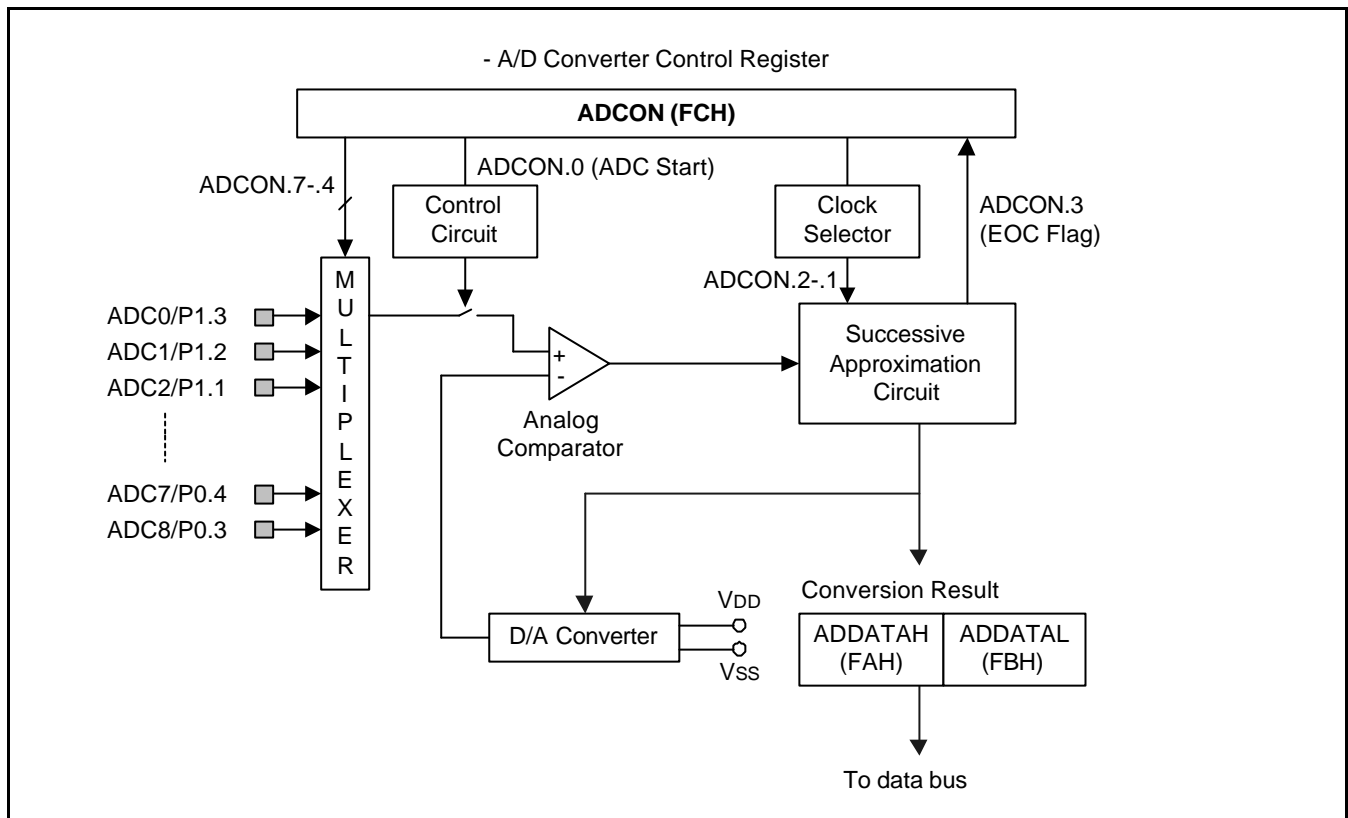 - A/D Converter Control Register
ADCON (FCH)
ADCON.0 (ADC Start)
ADCON.7-.4
Control
Circuit
Clock
Selector
ADCON.3
(EOC Flag)
ADCON.2-.1
MULTIPLEXER
ADC0/P1.3
ADC1/P1.2
ADC2/P1.1
ADC7/P0.4
ADC8/P0.3
+
-
Analog
Comparator
Successive
Approximation
Circuit
D/A Converter
VDD
VSS
Conversion Result
ADDATAH
(FAH)
ADDATAL
(FBH)
To data bus